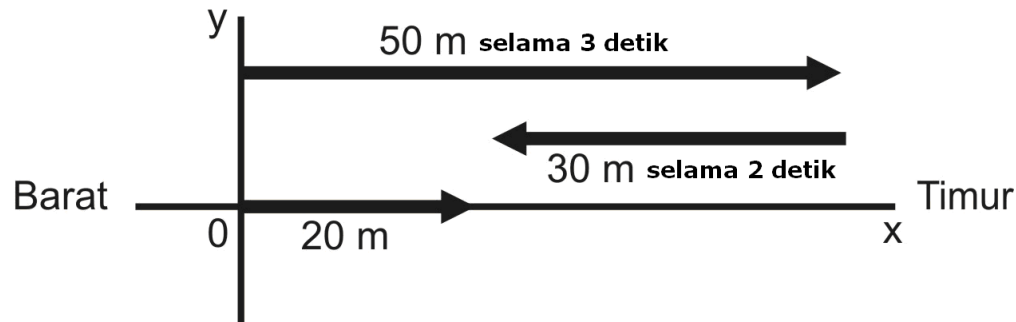 y
50 m selama 3 detik
30 m selama 2 detik
Barat
Timur
0
20 m
x